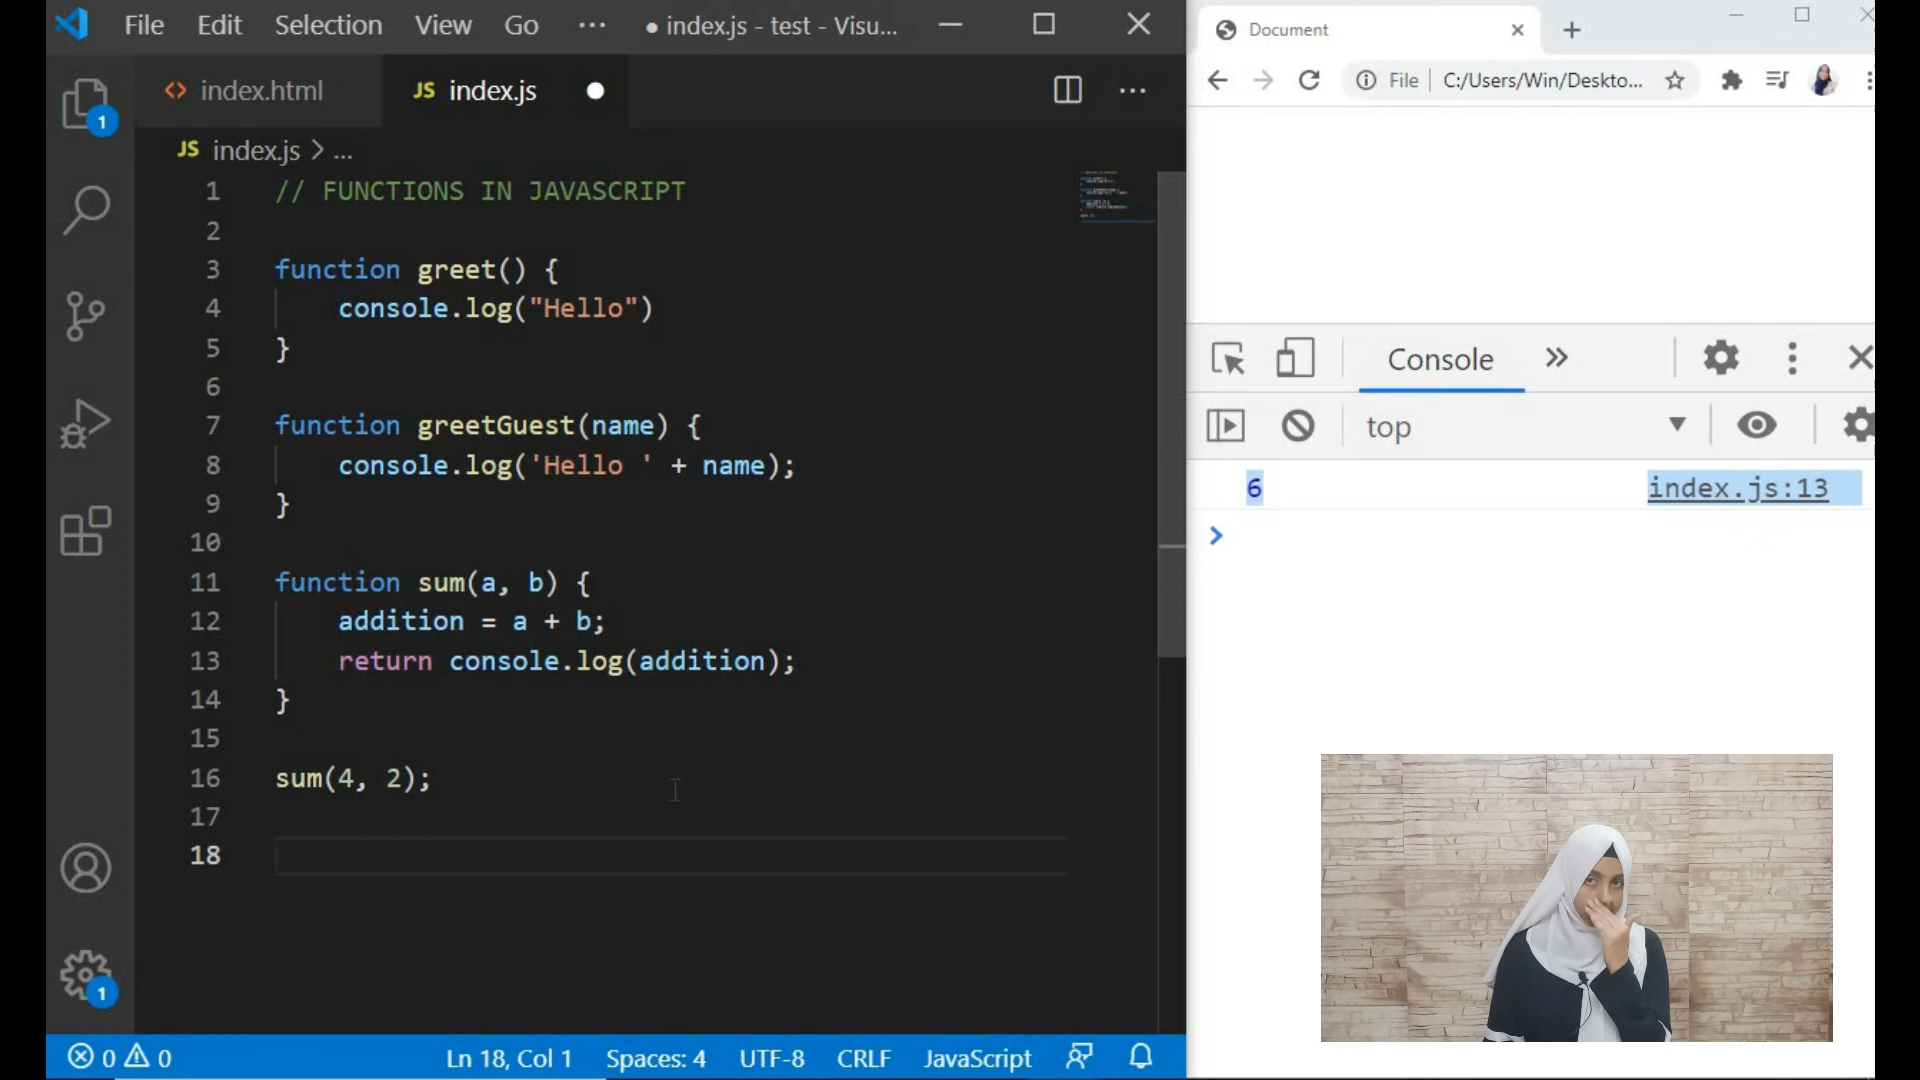 File Edit Selection View Go ··· ● index.js - test - Visu...
<> index.html JS index.js ●
JS index.js > ...
1 // FUNCTIONS IN JAVASCRIPT
2
3 function greet() {
4 console.log("Hello")
5 }
6
7 function greetGuest(name) {
8 console.log('Hello ' + name);
9 }
10
11 function sum(a, b) {
12 addition = a + b;
13 return console.log(addition);
14 }
15
16 sum(4, 2);
17
18
1
1
0 0 Ln 18, Col 1 Spaces: 4 UTF-8 CRLF JavaScript
Document
File C:/Users/Win/Deskto...
Console
top
6 index.js:13